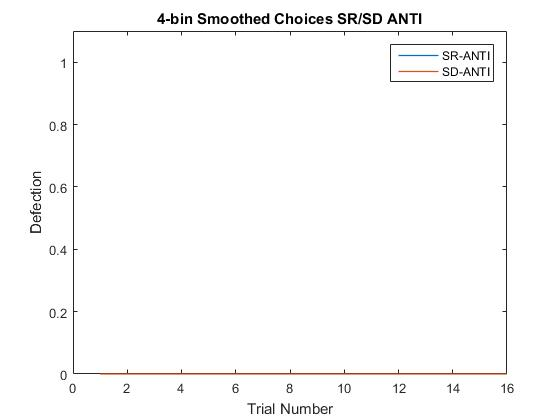 4-bin Smoothed Choices SR/SD ANTI
SR-ANTI
SD-ANTI
Defection
1
0.8
0.6
0.4
0.2
0
0 2 4 6 8 10 12 14 16
Trial Number